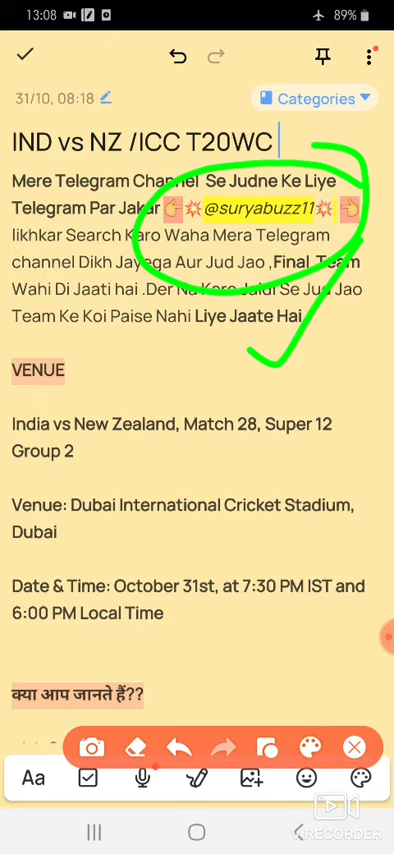 13:08
89%
31/10, 08:18
Categories
IND vs NZ /ICC T20WC
Mere Telegram Channel Se Judne Ke Liye
Telegram Par Jakar 👉💥@suryabuzz11💥👈
likhkar Search Karo Waha Mera Telegram
channel Dikh Jayega Aur Jud Jao ,Final Team
Wahi Di Jaati hai .Der Na Kare Jaldi Se Jud Jao
Team Ke Koi Paise Nahi Liye Jaate Hai
VENUE
India vs New Zealand, Match 28, Super 12
Group 2
Venue: Dubai International Cricket Stadium,
Dubai
Date & Time: October 31st, at 7:30 PM IST and
6:00 PM Local Time
क्या आप जानते हैं??
Aa
V RECORDER